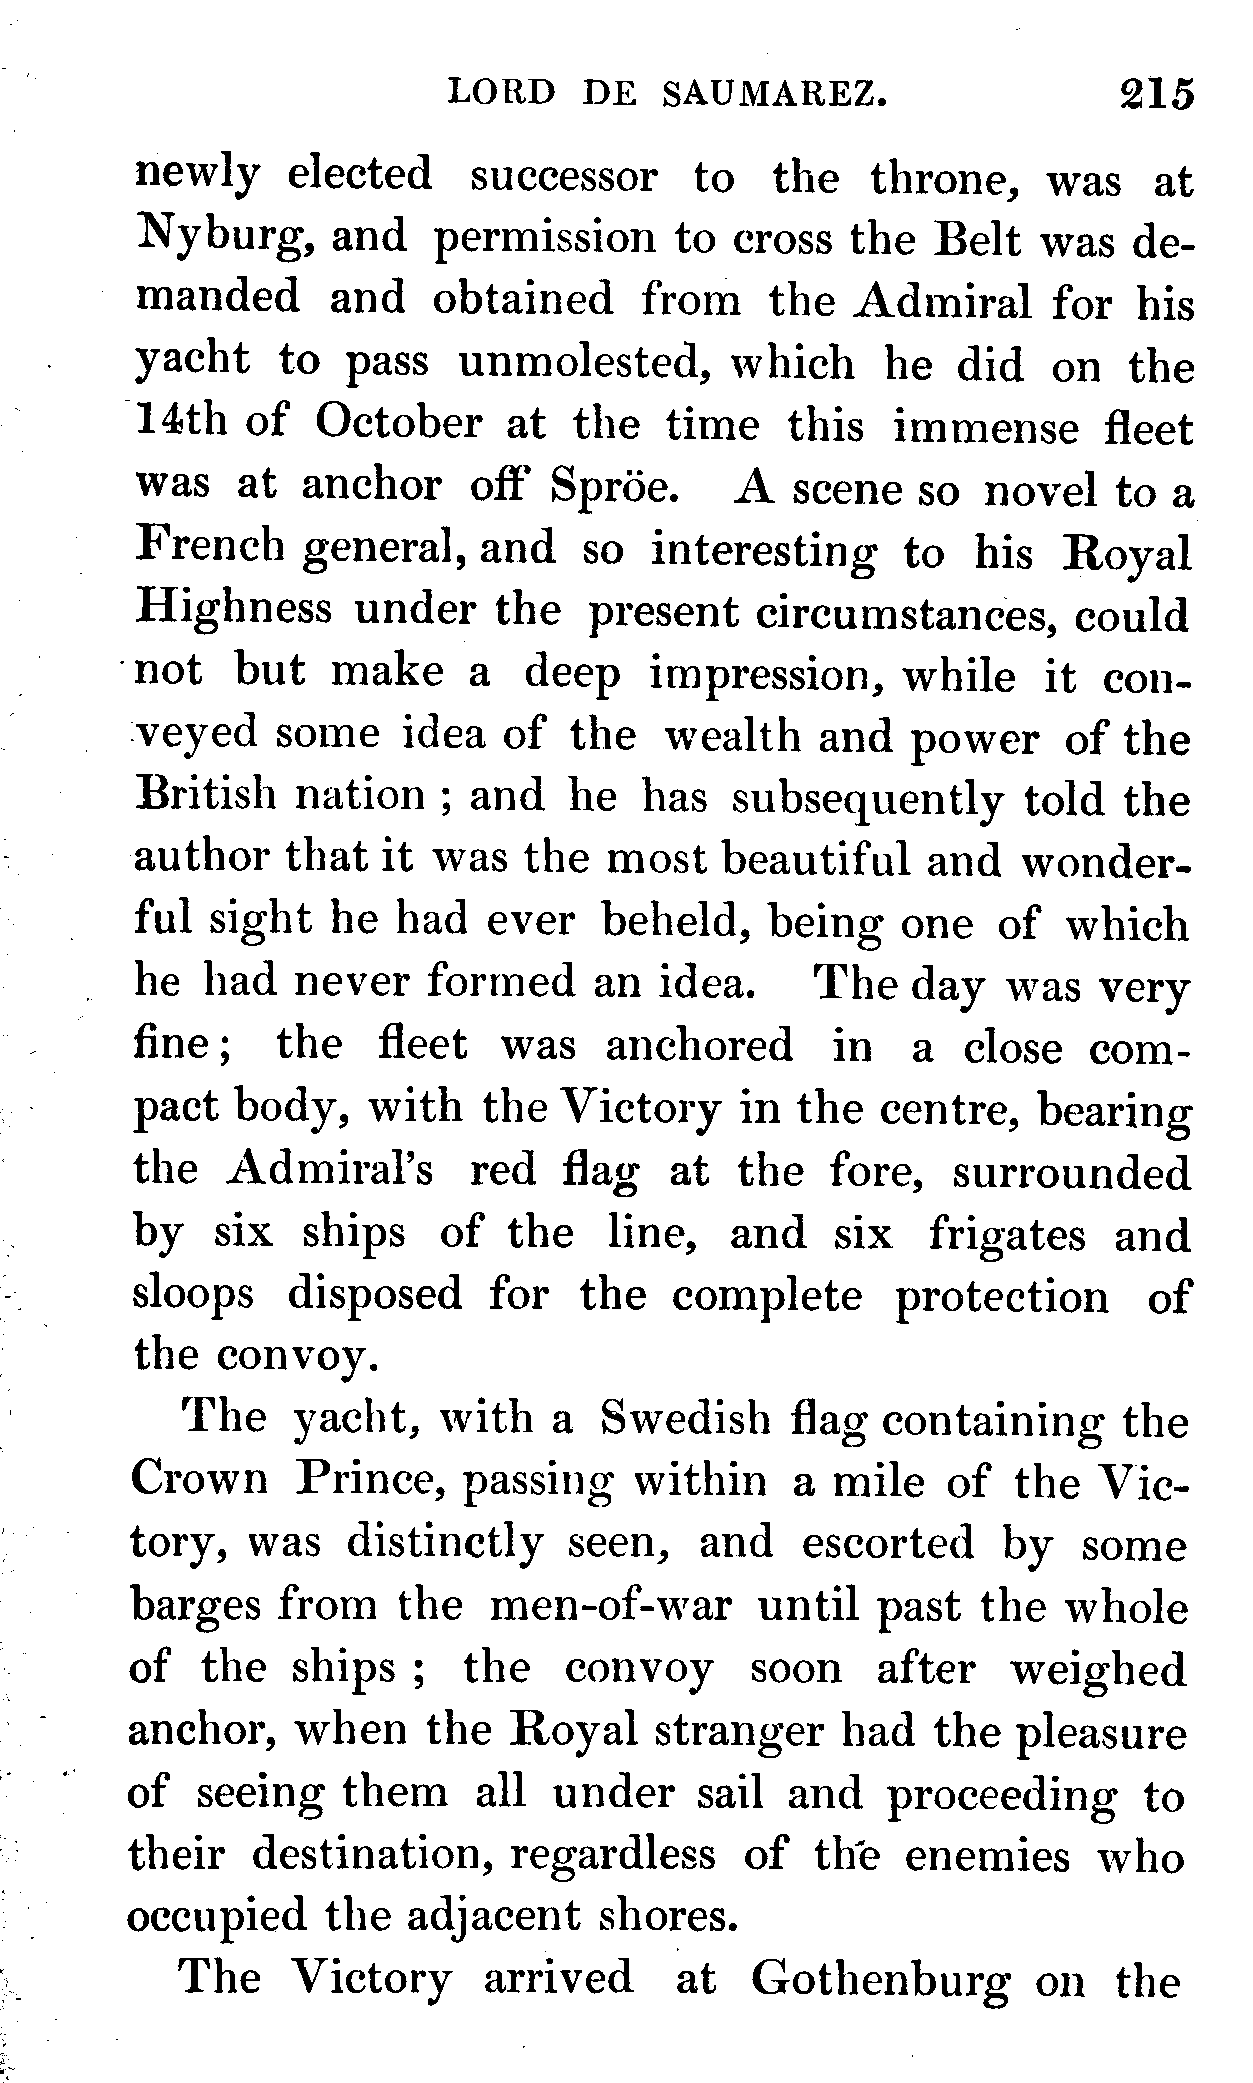 LORD DE SAUMAREZ. 215
newly elected successor to the throne, was at
Nyburg, and permission to cross the Belt was de-
manded and obtained from the Admiral for his
yacht to pass unmolested, which he did on the
14th of October at the time this immense fleet
was at anchor off Spröe. A scene so novel to a
French general, and so interesting to his Royal
Highness under the present circumstances, could
not but make a deep impression, while it con-
veyed some idea of the wealth and power of the
British nation ; and he has subsequently told the
author that it was the most beautiful and wonder-
ful sight he had ever beheld, being one of which
he had never formed an idea. The day was very
fine ; the fleet was anchored in a close com-
pact body, with the Victory in the centre, bearing
the Admiral's red flag at the fore, surrounded
by six ships of the line, and six frigates and
sloops disposed for the complete protection of
the convoy.
The yacht, with a Swedish flag containing the
Crown Prince, passing within a mile of the Vic-
tory, was distinctly seen, and escorted by some
barges from the men-of-war until past the whole
of the ships ; the convoy soon after weighed
anchor, when the Royal stranger had the pleasure
of seeing them all under sail and proceeding to
their destination, regardless of the enemies who
occupied the adjacent shores.
The Victory arrived at Gothenburg on the